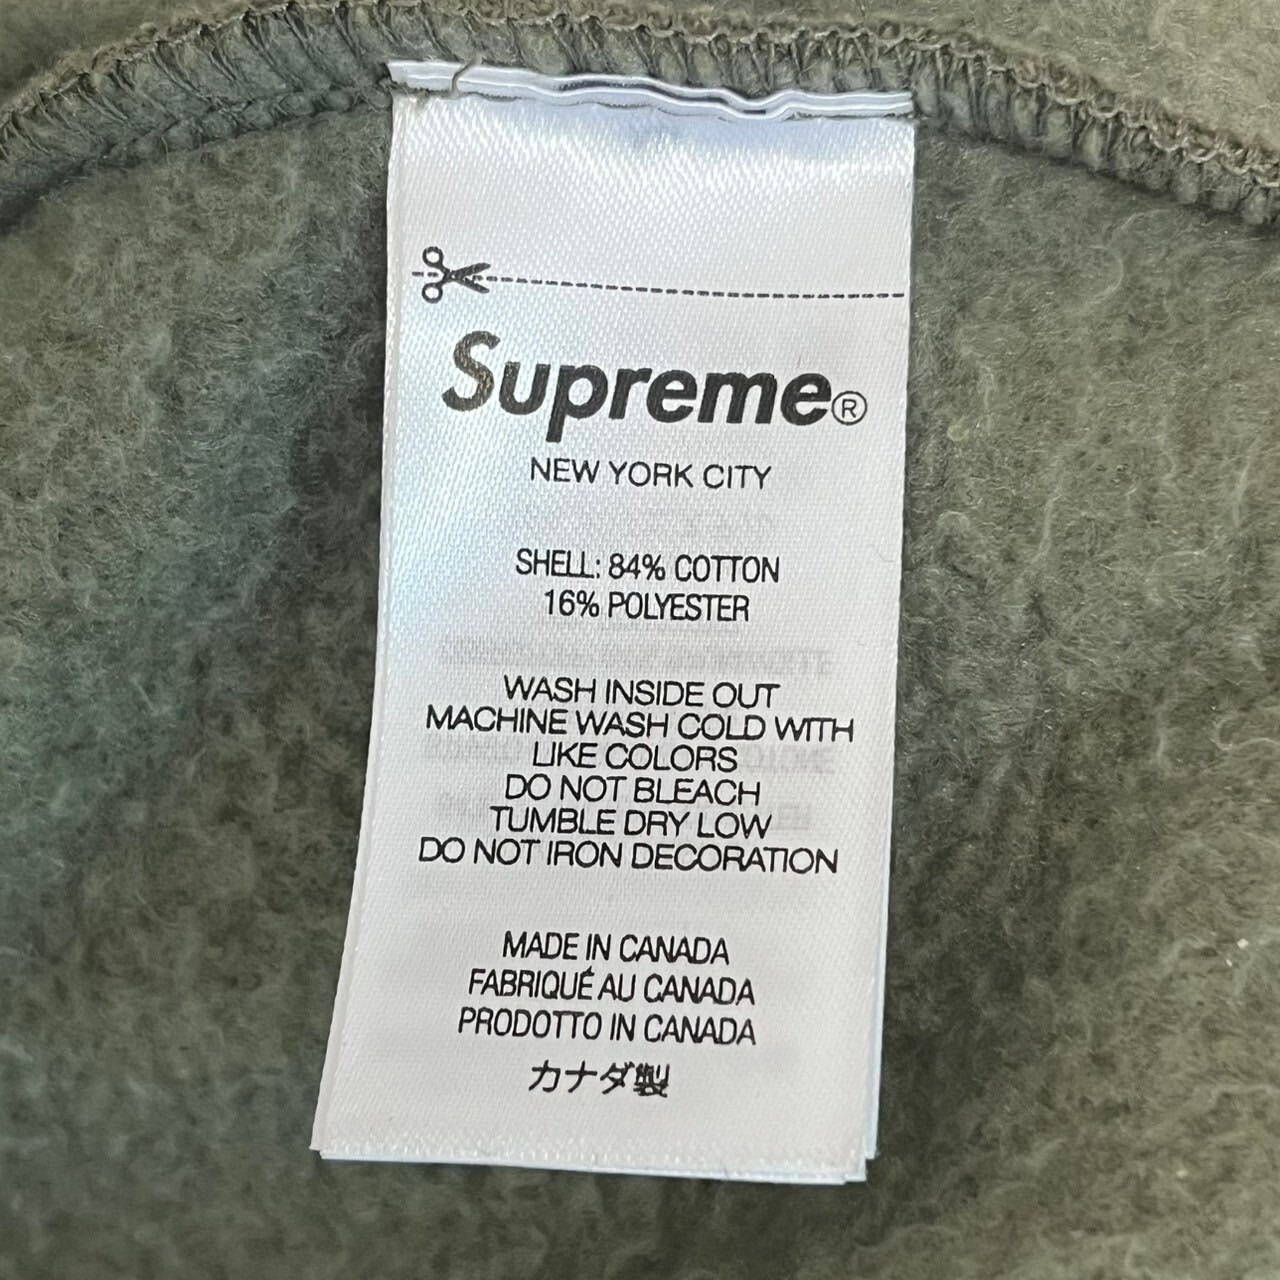 Supreme®
NEW YORK CITY
SHELL: 84% COTTON
16% POLYESTER
WASH INSIDE OUT
MACHINE WASH COLD WITH
LIKE COLORS
DO NOT BLEACH
TUMBLE DRY LOW
DO NOT IRON DECORATION
MADE IN CANADA
FABRIQUÉ AU CANADA
PRODOTTO IN CANADA
カナダ製